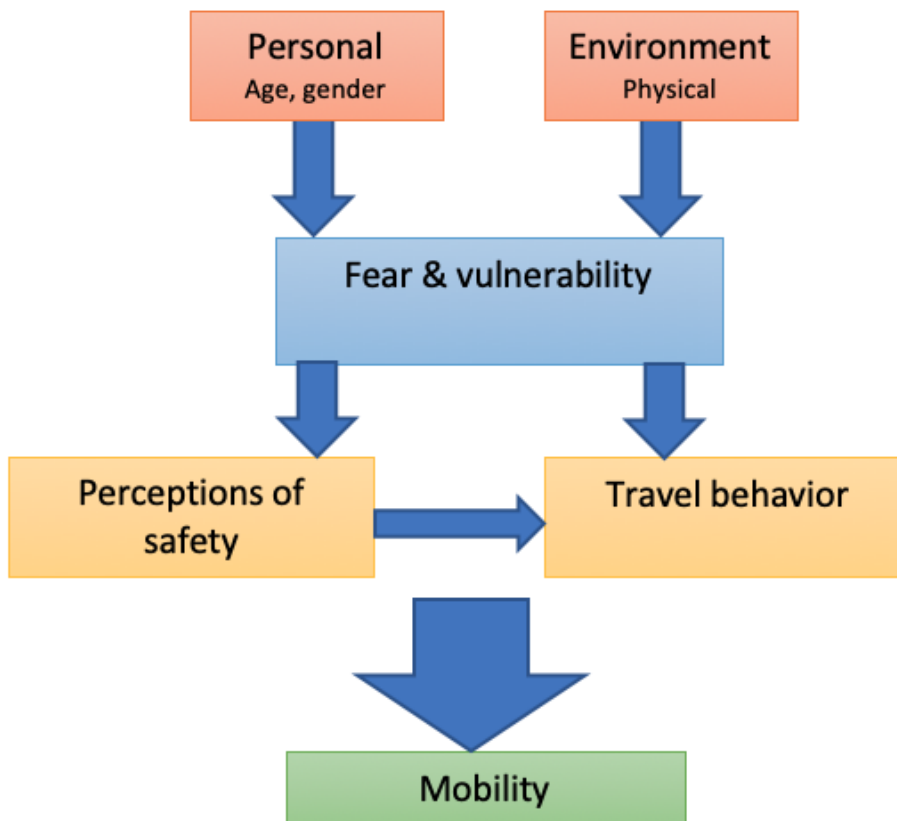 Personal
Age, gender
Environment
Physical
Fear & vulnerability
Perceptions of
safety
Travel behavior
Mobility